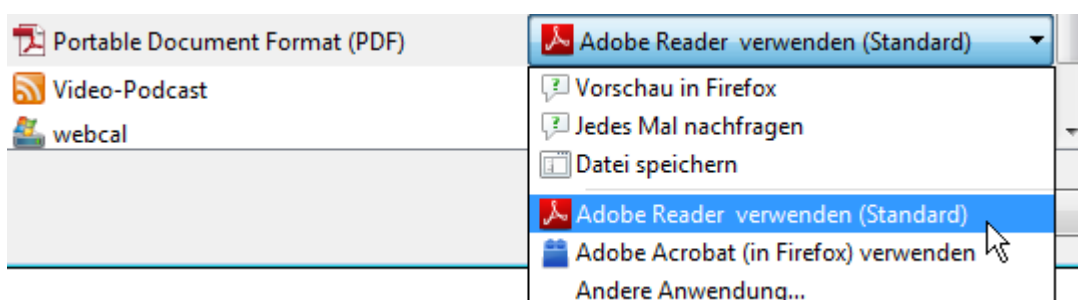 Portable Document Format (PDF)
Adobe Reader verwenden (Standard)
Video-Podcast
Vorschau in Firefox
webcal
Jedes Mal nachfragen
Datei speichern
Adobe Reader verwenden (Standard)
Adobe Acrobat (in Firefox) verwenden
Andere Anwendung...